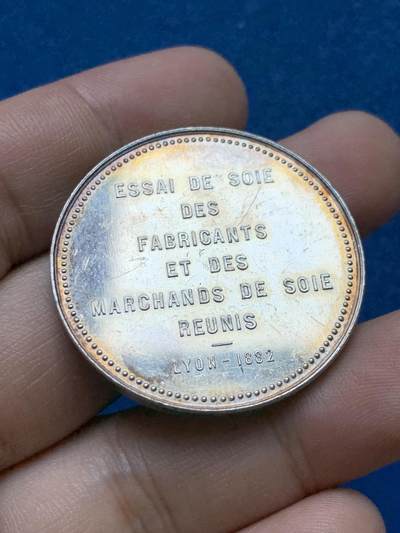 ESSAI DE SOIE
DES
FABRICANTS
ET DES
MARCHANDS DE SOIE
REUNIS
LYON - 1882